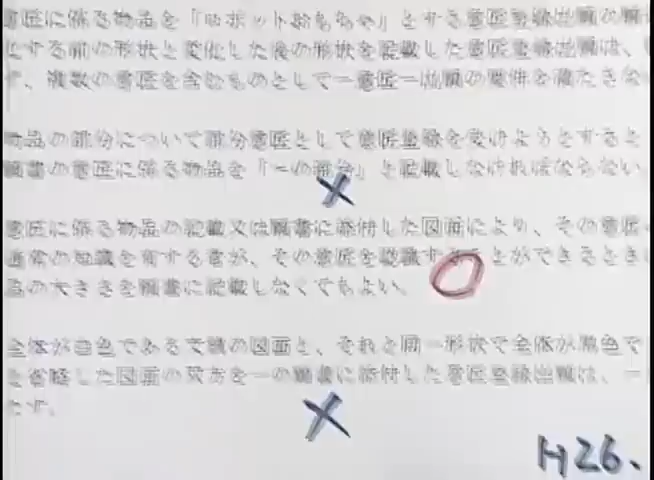 意匠に係る物品を「ロボットおもちゃ」とする意匠登録出願の願
にする前の形状と変化した後の形状を記載した意匠登録出願は、
ず、複数の意匠を含むものとして一意匠一出願の要件を満たさな
物品の部分について部分意匠として意匠登録を受けようとすると
願書の意匠に係る物品を「〜の部分」と記載しなければならない
×
意匠に係る物品の記載又は願書に添付した図面により、その意匠
通常の知識を有する者が、その意匠を認識することができるとき
品の大きさを願書に記載しなくてもよい。
○
全体が白色である文鎮の図面と、それと同一形状で全体が黒色で
を省略した図面の双方を一の願書に添付した意匠登録出願は、一
たす。
×
H26.